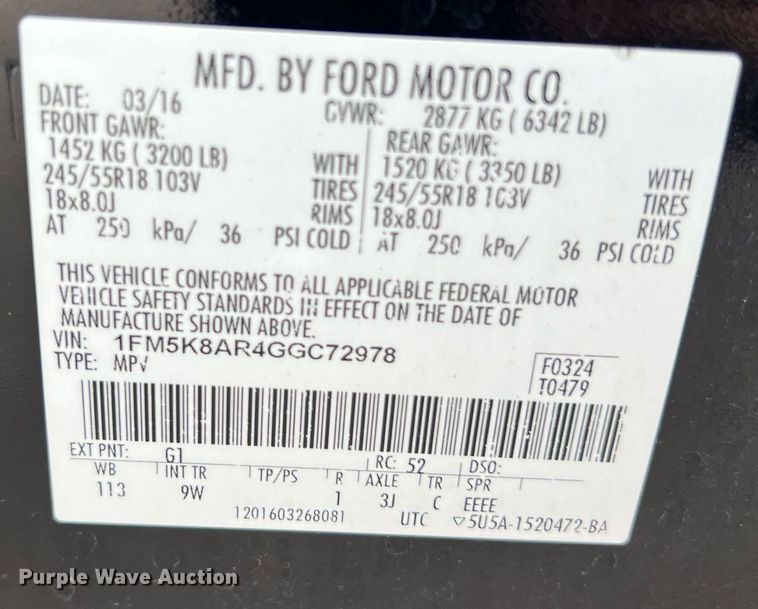 MFD. BY FORD MOTOR CO.
DATE: 03/16 GVWR: 2877 KG ( 6342 LB)
FRONT GAWR: REAR GAWR:
1452 KG ( 3200 LB) WITH 1520 KG ( 3350 LB) WITH
245/55R18 103V TIRES 245/55R18 103V TIRES
18x8.0J RIMS 18x8.0J RIMS
AT 250 kPa/ 36 PSI COLD AT 250 kPa/ 36 PSI COLD
THIS VEHICLE CONFORMS TO ALL APPLICABLE FEDERAL MOTOR
VEHICLE SAFETY STANDARDS IN EFFECT ON THE DATE OF
MANUFACTURE SHOWN ABOVE.
VIN: 1FM5K8AR4GGC72978
TYPE: MPV
F0324
T0479
EXT PNT: G1 RC: 52 DSO:
WB INT TR TP/PS R AXLE TR SPR
113 9W 1 3J C EEEE
1201603268081 UTC ▽5U5A-1520472-BA
Purple Wave Auction